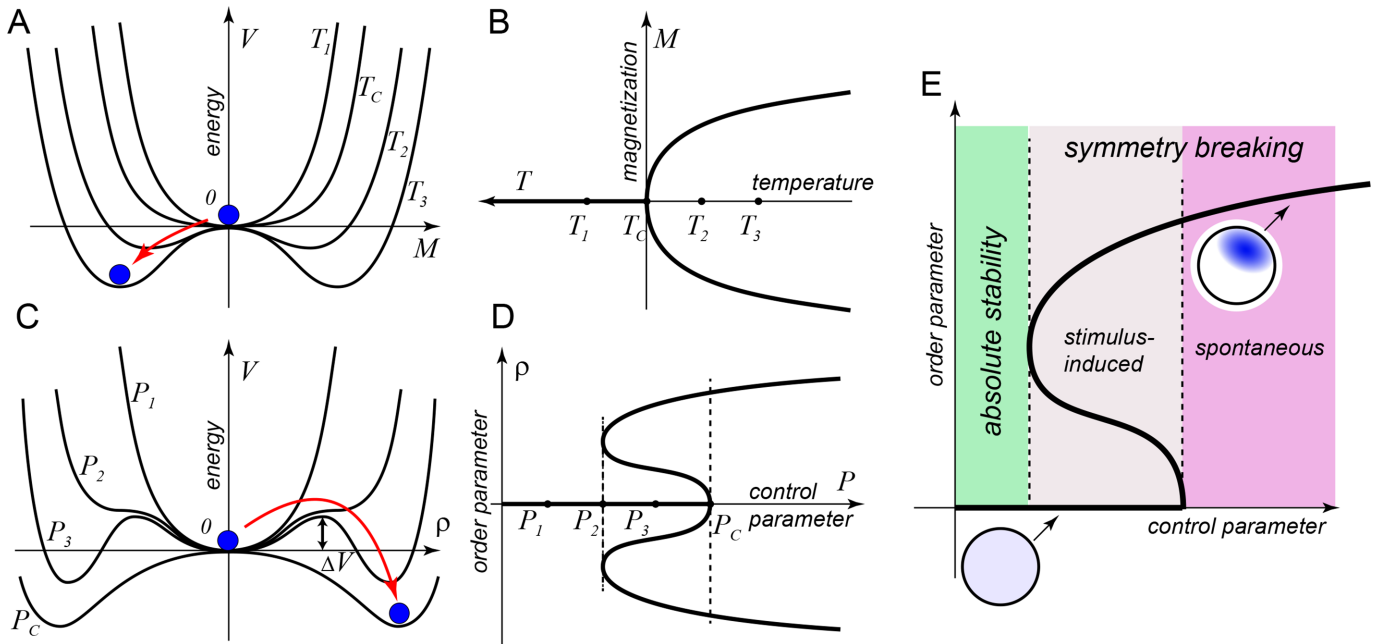 A
V
energy
0
T1
TC
T2
T3
M
B
M
magnetization
T
temperature
T1
TC
T2
T3
C
V
energy
0
P1
P2
P3
PC
ΔV
ρ
D
ρ
order parameter
P
control
parameter
P1
P2
P3
PC
E
symmetry breaking
order parameter
absolute stability
stimulus-
induced
spontaneous
control parameter